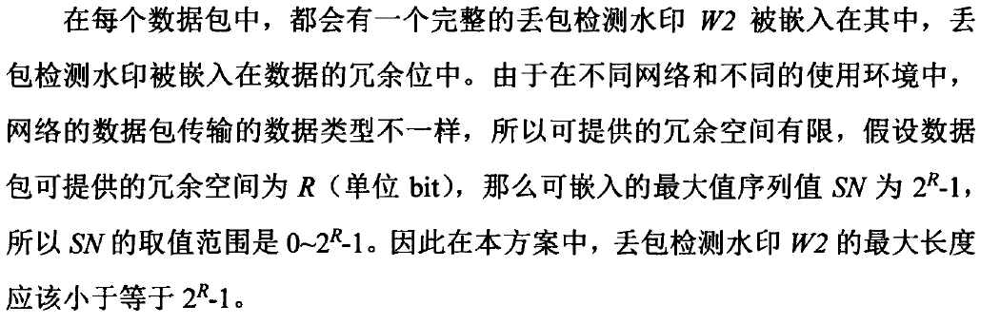 在每个数据包中，都会有一个完整的丢包检测水印 W2 被嵌入在其中，丢
包检测水印被嵌入在数据的冗余位中。由于在不同网络和不同的使用环境中，
网络的数据包传输的数据类型不一样，所以可提供的冗余空间有限，假设数据
包可提供的冗余空间为 R（单位 bit），那么可嵌入的最大值序列值 SN 为 2^R-1，
所以 SN 的取值范围是 0~2^R-1。因此在本方案中，丢包检测水印 W2 的最大长度
应该小于等于 2^R-1。